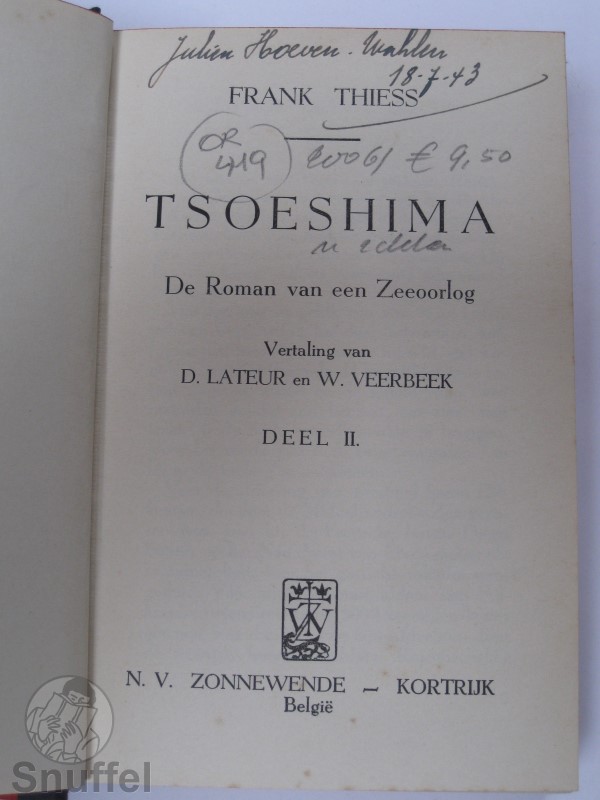 Julien Hoeven-Wahlen
18-7-43
FRANK THIESS
OR
419
2006/ € 9,50
TSOESHIMA
De Roman van een Zeeoorlog
Vertaling van
D. LATEUR en W. VEERBEEK
DEEL II.
N. V. ZONNEWENDE – KORTRIJK
België
Snuffel